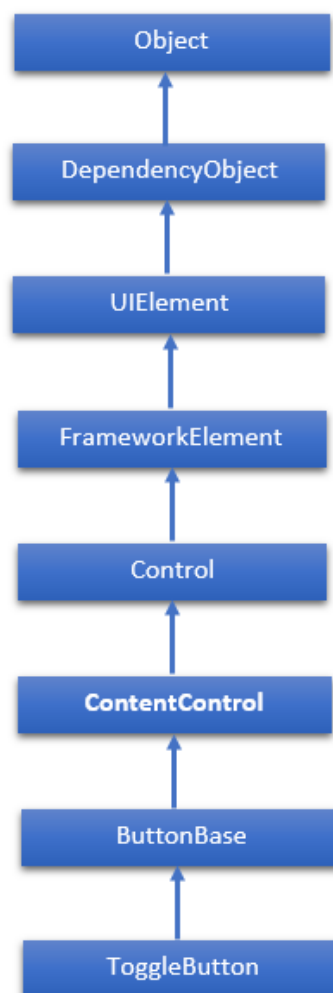 Object
DependencyObject
UIElement
FrameworkElement
Control
ContentControl
ButtonBase
ToggleButton